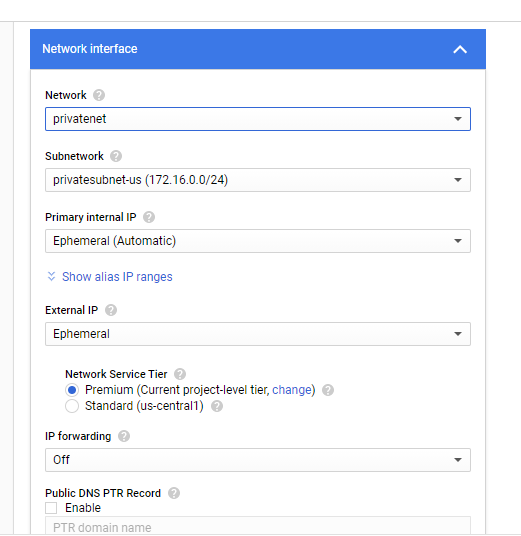 Network interface
Network
privatenet
Subnetwork
privatesubnet-us (172.16.0.0/24)
Primary internal IP
Ephemeral (Automatic)
Show alias IP ranges
External IP
Ephemeral
Network Service Tier
Premium (Current project-level tier, change)
Standard (us-central1)
IP forwarding
Off
Public DNS PTR Record
Enable
PTR domain name